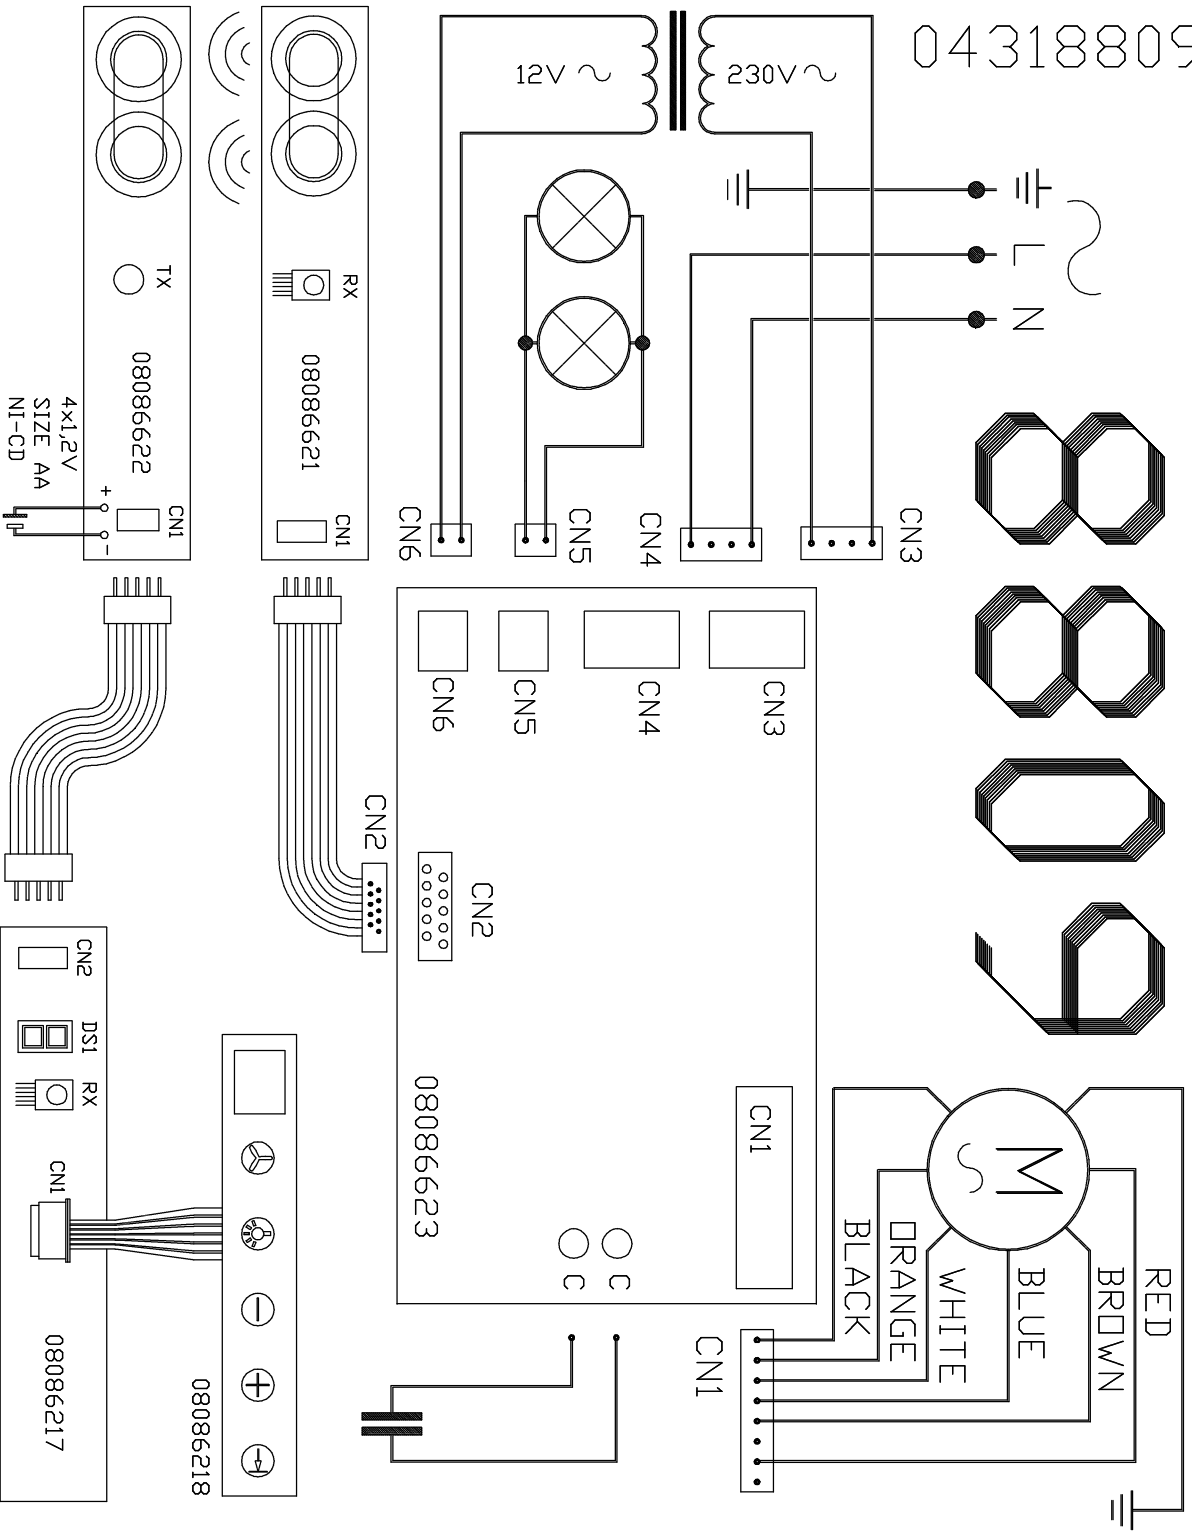 04318809
12V
230V
L
N
8809
TX
RX
08086622
08086621
4x1,2V
SIZE AA
NI-CD
+
-
CN1
CN1
CN6
CN5
CN4
CN3
CN6
CN5
CN4
CN3
CN2
CN2
08086623
CN1
C
C
M
BLACK
ORANGE
WHITE
BLUE
BROWN
RED
CN1
CN2
DS1
RX
CN1
08086217
08086218